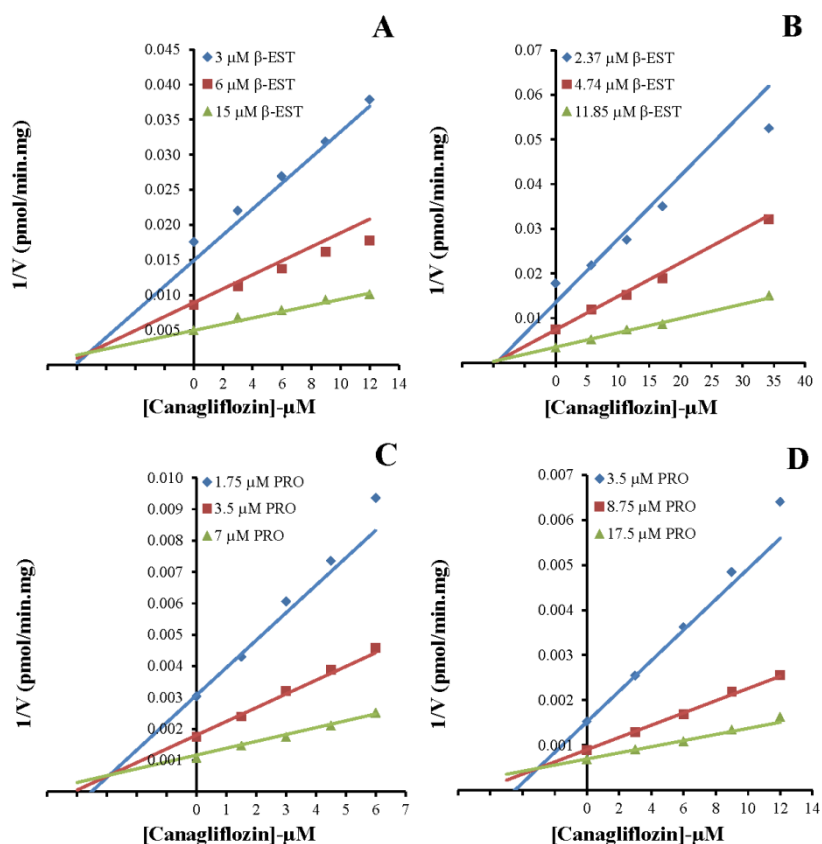 A
3 µM β-EST
6 µM β-EST
15 µM β-EST
0.045
0.040
0.035
0.030
0.025
0.020
0.015
0.010
0.005
1/V (pmol/min.mg)
0 2 4 6 8 10 12 14
[Canagliflozin]-µM
B
2.37 µM β-EST
4.74 µM β-EST
11.85 µM β-EST
0.07
0.06
0.05
0.04
0.03
0.02
0.01
1/V (pmol/min.mg)
0 5 10 15 20 25 30 35 40
[Canagliflozin]-µM
C
1.75 µM PRO
3.5 µM PRO
7 µM PRO
0.010
0.009
0.008
0.007
0.006
0.005
0.004
0.003
0.002
0.001
1/V (pmol/min.mg)
0 1 2 3 4 5 6 7
[Canagliflozin]-µM
D
3.5 µM PRO
8.75 µM PRO
17.5 µM PRO
0.007
0.006
0.005
0.004
0.003
0.002
0.001
1/V (pmol/min.mg)
0 2 4 6 8 10 12 14
[Canagliflozin]-µM